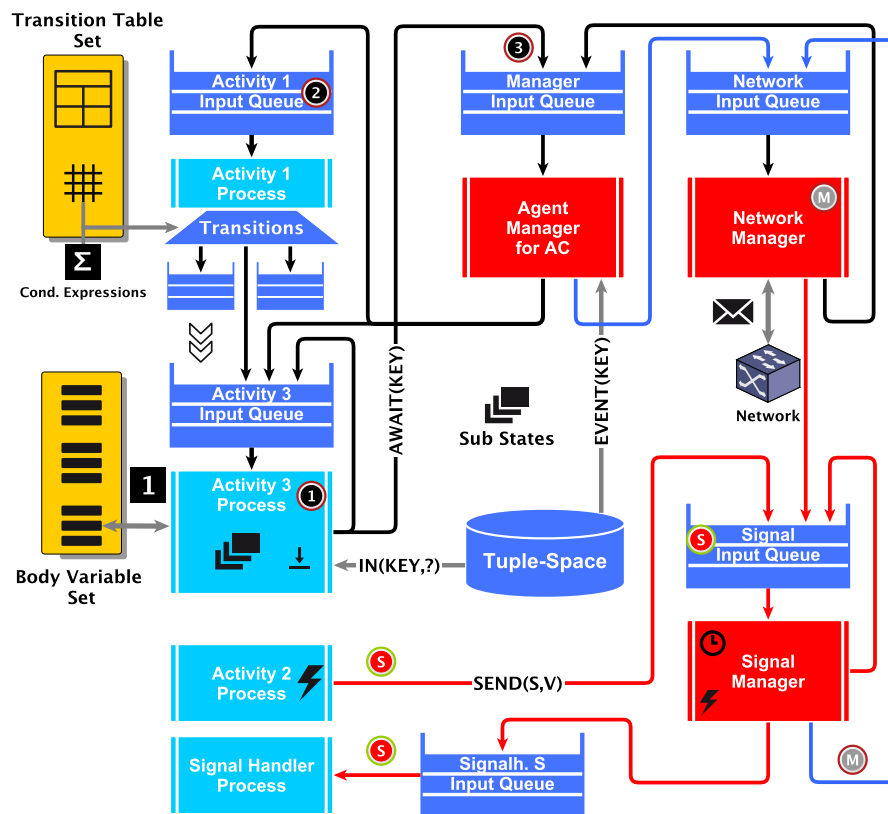 Transition Table
Set
Cond. Expressions
Σ
Activity 1
Input Queue
2
Activity 1
Process
Transitions
3
Manager
Input Queue
Agent
Manager
for AC
Network
Input Queue
Network
Manager
M
Network
Activity 3
Input Queue
AWAIT(KEY)
Sub States
EVENT(KEY)
1
Body Variable
Set
Activity 3
Process
1
IN(KEY,?)
Tuple-Space
S
Signal
Input Queue
Activity 2
Process
S
SEND(S,V)
Signal
Manager
Signal Handler
Process
S
Signalh. S
Input Queue
M